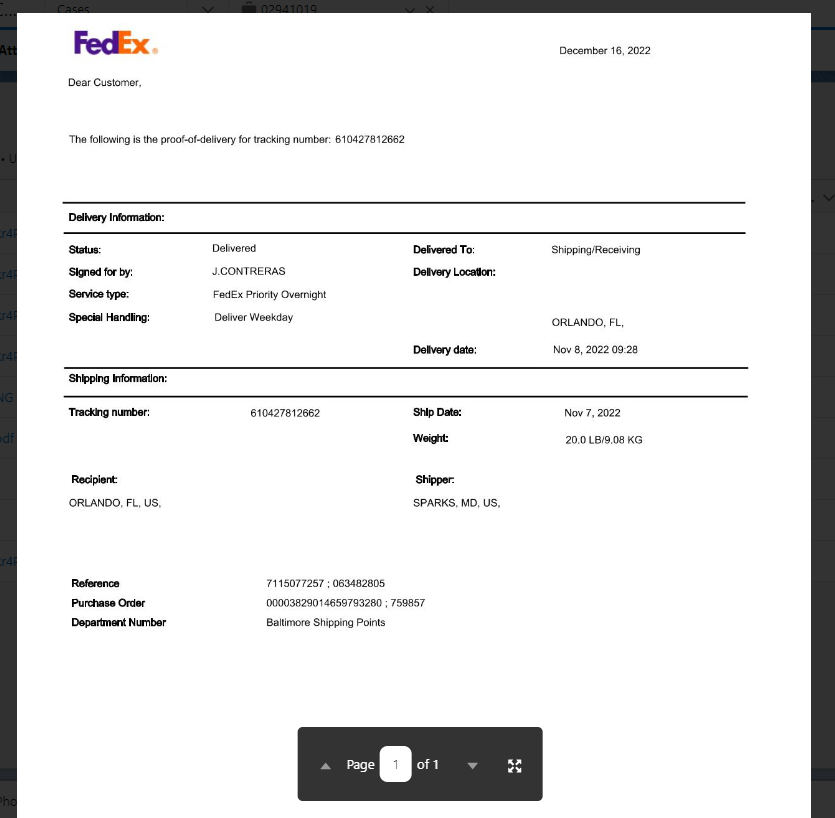 Cases
02941019
Att
FedEx®
December 16, 2022
Dear Customer,
The following is the proof-of-delivery for tracking number: 610427812662
Delivery Information:
Status: Delivered Delivered To: Shipping/Receiving
Signed for by: J.CONTRERAS Delivery Location:
Service type: FedEx Priority Overnight
Special Handling: Deliver Weekday
ORLANDO, FL,
Delivery date: Nov 8, 2022 09:28
Shipping Information:
Tracking number: 610427812662 Ship Date: Nov 7, 2022
Weight: 20.0 LB/9.08 KG
Recipient: Shipper:
ORLANDO, FL, US, SPARKS, MD, US,
Reference 7115077257 ; 063482805
Purchase Order 00003829014659793280 ; 759857
Department Number Baltimore Shipping Points
Page 1 of 1